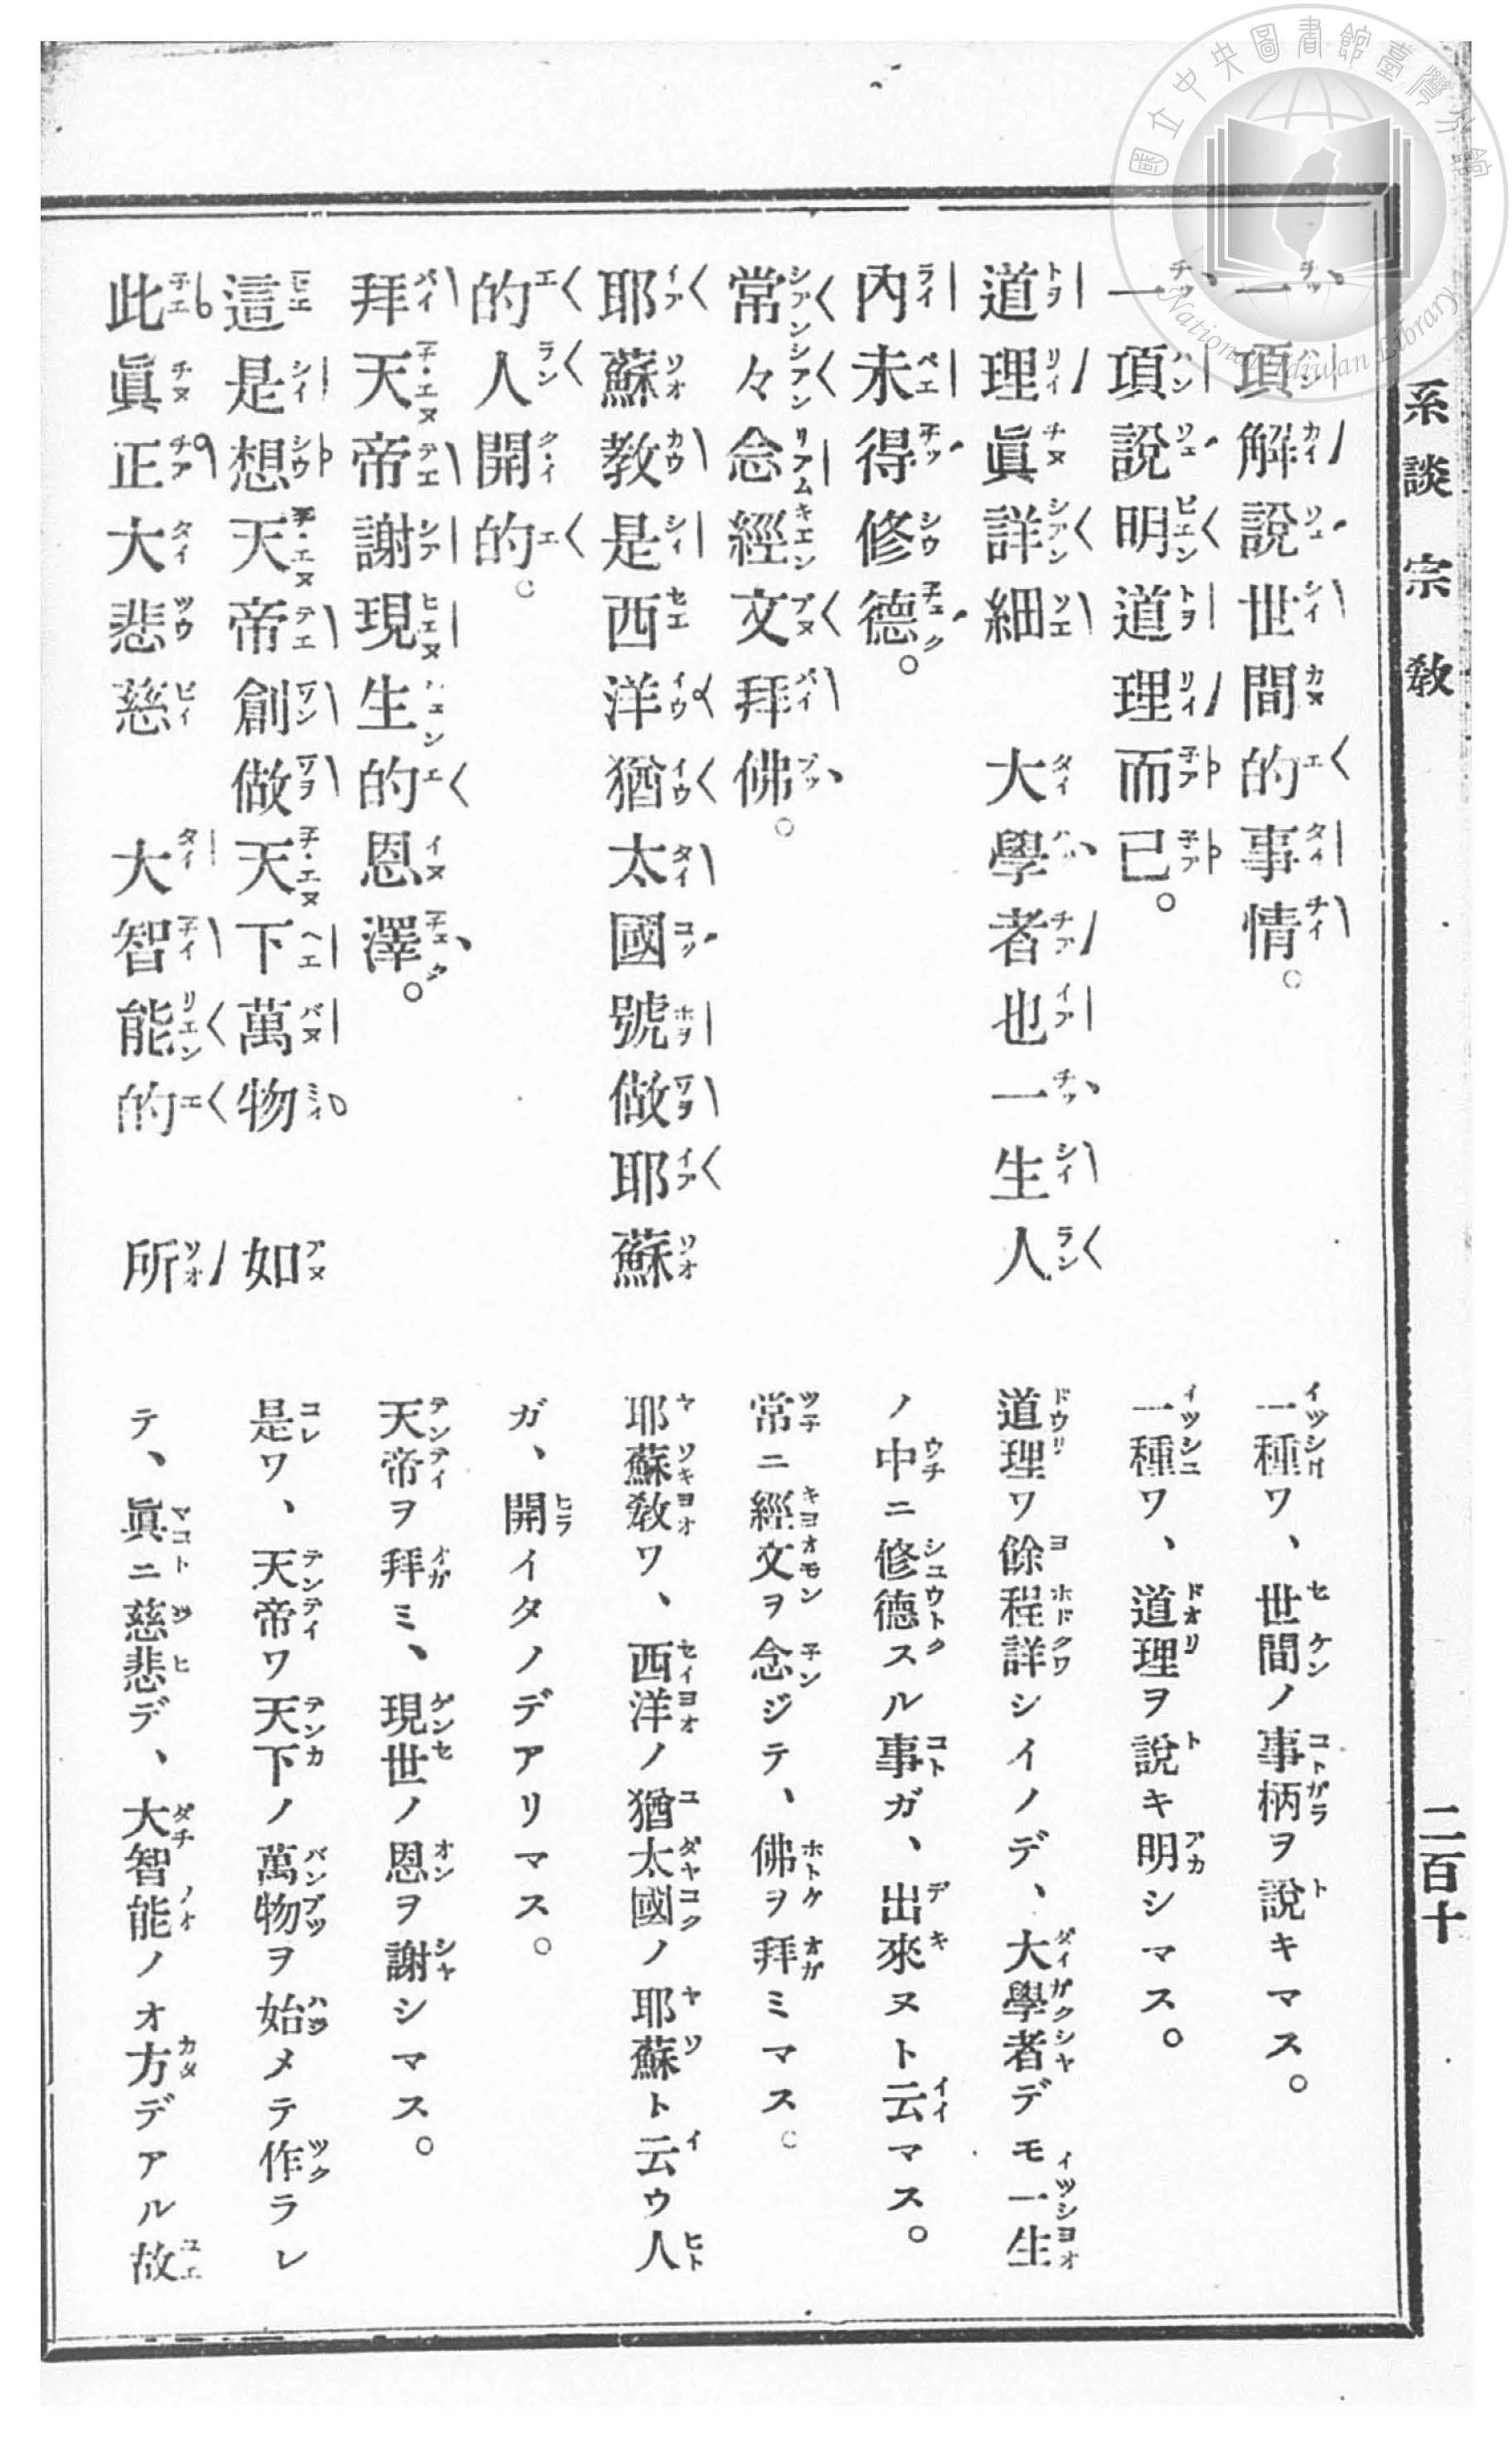 國立中央圖書館臺灣分館
National Taiwan Library
系談宗教
二百十
一項解說世間的事情。
一項說明道理而已。
道理眞詳細 大學者也一生人
內未得修德。
常々念經文拜佛。
耶蘇教是西洋猶太國號做耶蘇
的人開的。
拜天帝謝現生的恩澤。
這是想天帝創做天下萬物 如
此眞正大悲慈 大智能的 所
一種ワ、世間ノ事柄ヲ說キマス。
一種ワ、道理ヲ說キ明シマス。
道理ワ餘程詳シイノデ、大學者デモ一生
ノ中ニ修德スル事ガ、出來ヌト云マス。
常ニ經文ヲ念ジテ、佛ヲ拜ミマス。
耶蘇教ワ、西洋ノ猶太國ノ耶蘇ト云ウ人
ガ、開イタノデアリマス。
天帝ヲ拜ミ、現世ノ恩ヲ謝シマス。
是ワ、天帝ワ天下ノ萬物ヲ始メテ作ラレ
テ、眞ニ慈悲デ、大智能ノオ方デアル故